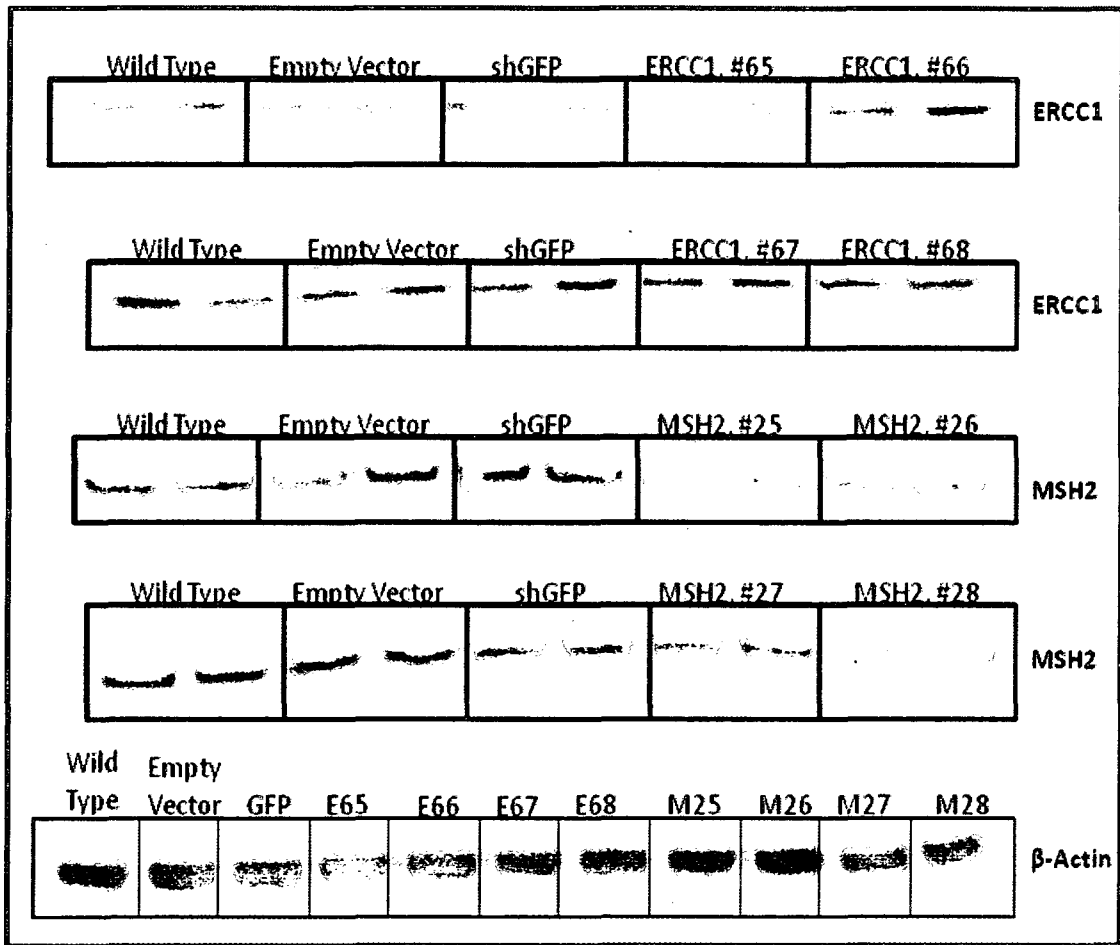 Wild Type Empty Vector shGFP ERCC1, #65 ERCC1, #66
ERCC1
Wild Type Empty Vector shGFP ERCC1, #67 ERCC1, #68
ERCC1
Wild Type Empty Vector shGFP MSH2, #25 MSH2, #26
MSH2
Wild Type Empty Vector shGFP MSH2, #27 MSH2, #28
MSH2
Wild Empty
Type Vector GFP E65 E66 E67 E68 M25 M26 M27 M28
β-Actin